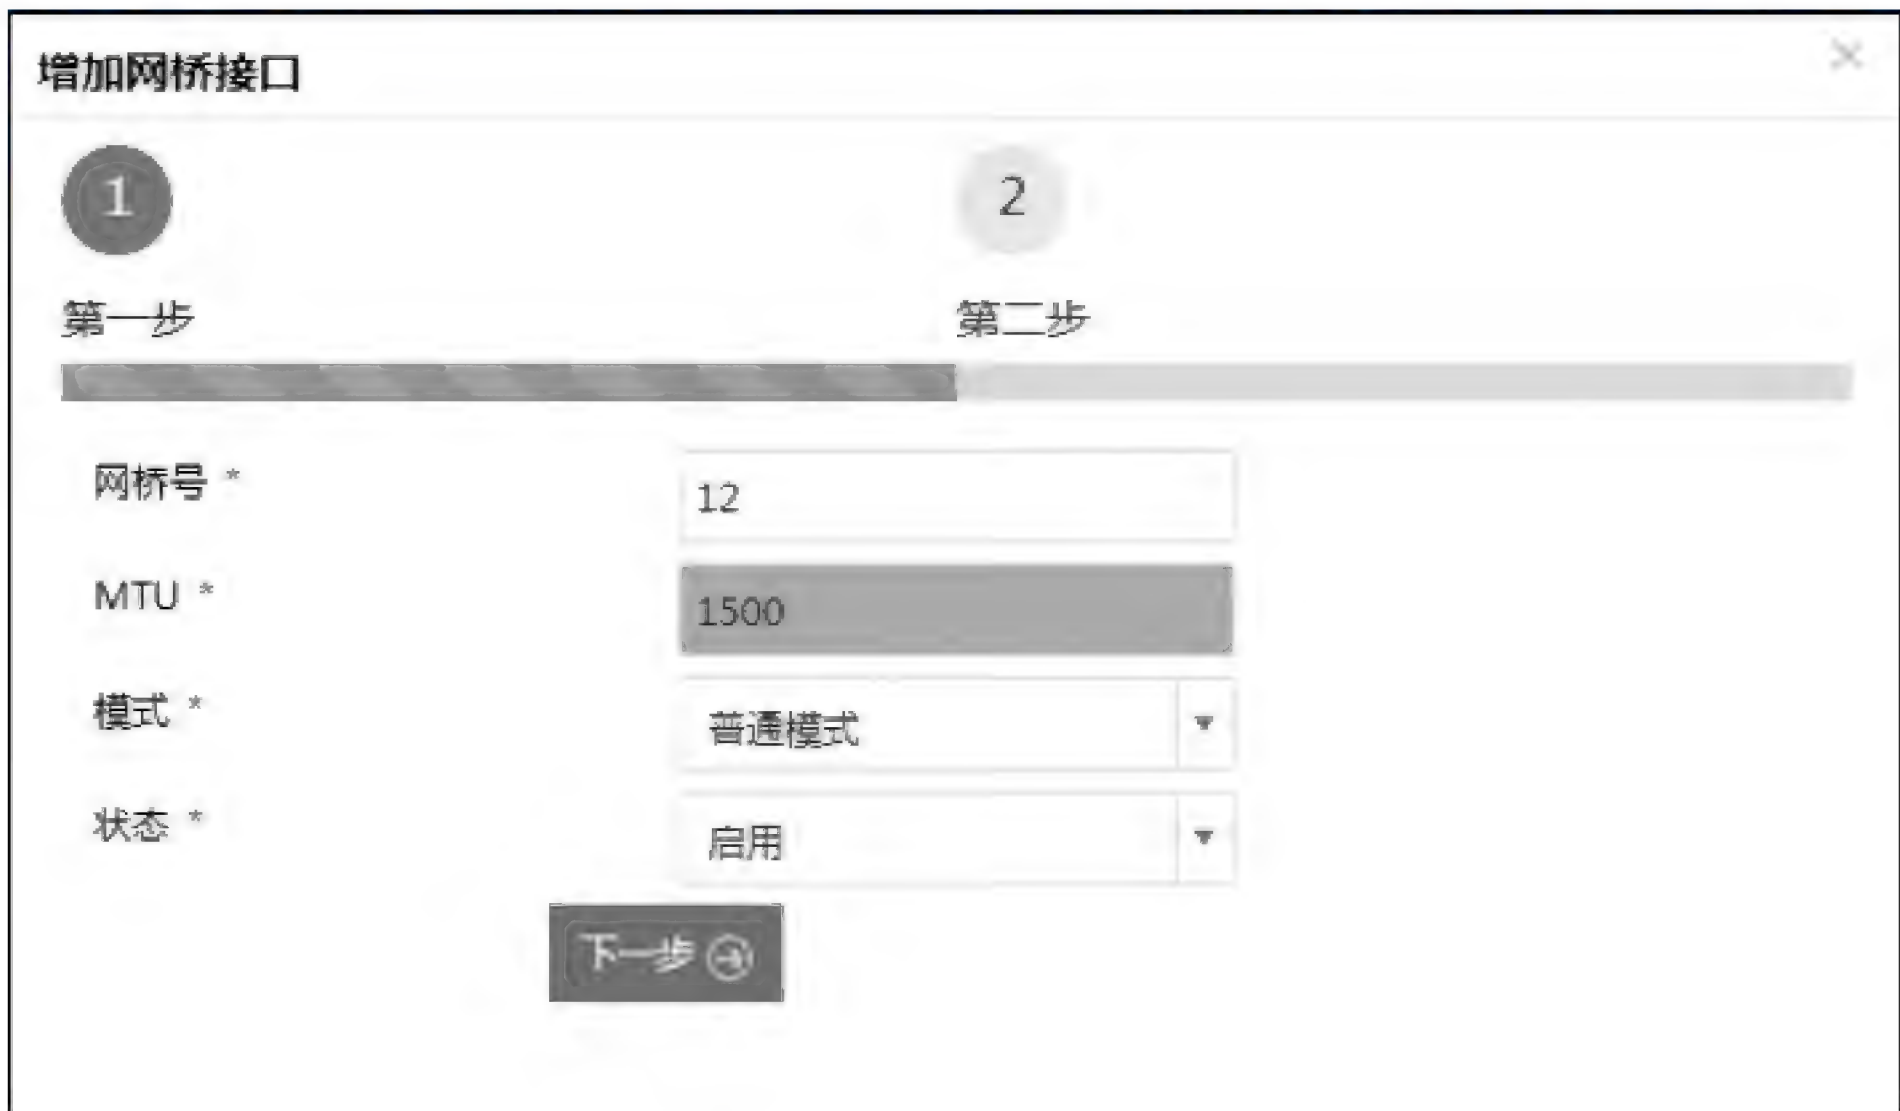 增加网桥接口
1
2
第一步
第二步
网桥号 *
12
MTU *
1500
模式 *
普通模式
状态 *
启用
下一步